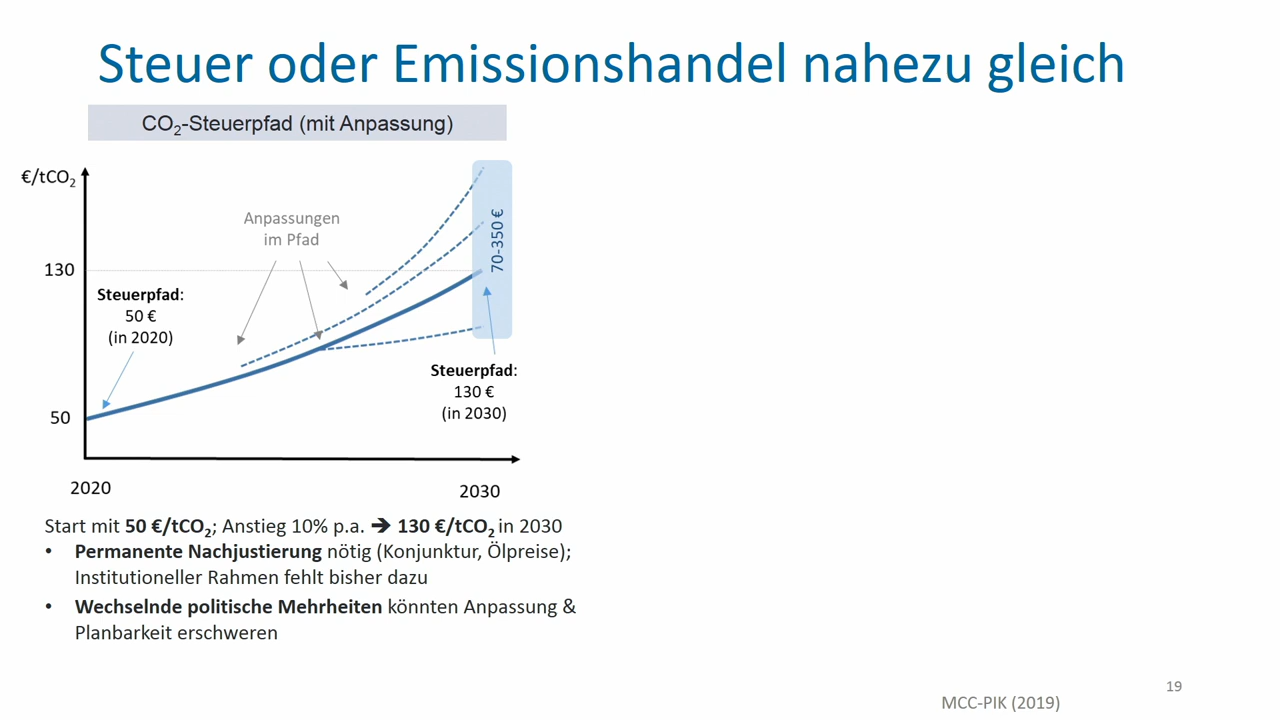 Steuer oder Emissionshandel nahezu gleich
CO₂-Steuerpfad (mit Anpassung)
€/tCO₂
Anpassungen
im Pfad
70-350 €
130
Steuerpfad:
50 €
(in 2020)
Steuerpfad:
130 €
(in 2030)
50
2020
2030
Start mit 50 €/tCO₂; Anstieg 10% p.a. ➔ 130 €/tCO₂ in 2030
• Permanente Nachjustierung nötig (Konjunktur, Ölpreise);
Institutioneller Rahmen fehlt bisher dazu
• Wechselnde politische Mehrheiten könnten Anpassung &
Planbarkeit erschweren
19
MCC-PIK (2019)